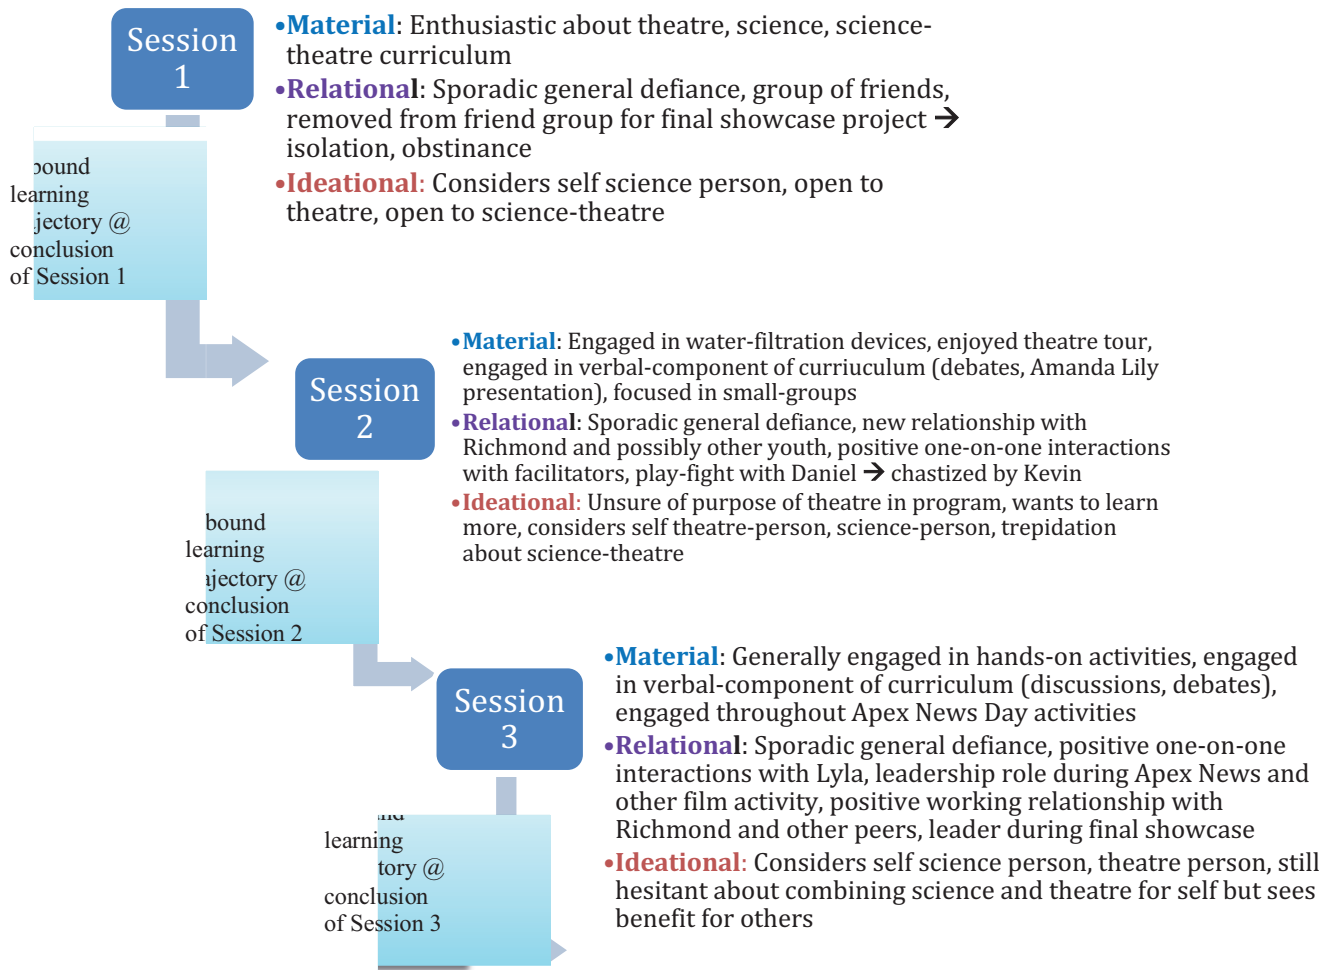 Session
1
•Material: Enthusiastic about theatre, science, science-
theatre curriculum
•Relational: Sporadic general defiance, group of friends,
removed from friend group for final showcase project ➔
isolation, obstinance
•Ideational: Considers self science person, open to
theatre, open to science-theatre
bound
learning
jectory @
conclusion
of Session 1
Session
2
•Material: Engaged in water-filtration devices, enjoyed theatre tour,
engaged in verbal-component of curriuculum (debates, Amanda Lily
presentation), focused in small-groups
•Relational: Sporadic general defiance, new relationship with
Richmond and possibly other youth, positive one-on-one interactions
with facilitators, play-fight with Daniel ➔ chastized by Kevin
•Ideational: Unsure of purpose of theatre in program, wants to learn
more, considers self theatre-person, science-person, trepidation
about science-theatre
bound
learning
ajectory @
conclusion
of Session 2
Session
3
•Material: Generally engaged in hands-on activities, engaged
in verbal-component of curriculum (discussions, debates),
engaged throughout Apex News Day activities
•Relational: Sporadic general defiance, positive one-on-one
interactions with Lyla, leadership role during Apex News and
other film activity, positive working relationship with
Richmond and other peers, leader during final showcase
•Ideational: Considers self science person, theatre person, still
hesitant about combining science and theatre for self but sees
benefit for others
learning
tory @
conclusion
of Session 3